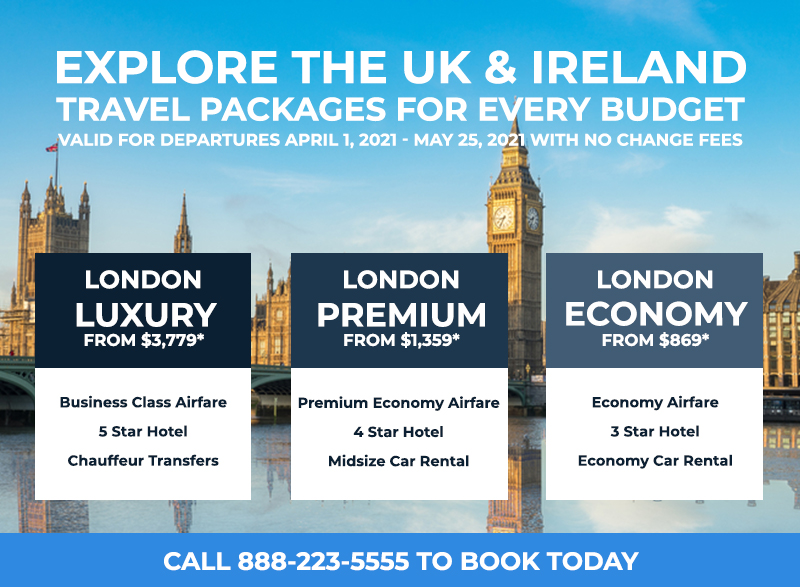 EXPLORE THE UK & IRELAND
TRAVEL PACKAGES FOR EVERY BUDGET
VALID FOR DEPARTURES APRIL 1, 2021 - MAY 25, 2021 WITH NO CHANGE FEES
LONDON
LUXURY
FROM $3,779*
Business Class Airfare
5 Star Hotel
Chauffeur Transfers
LONDON
PREMIUM
FROM $1,359*
Premium Economy Airfare
4 Star Hotel
Midsize Car Rental
LONDON
ECONOMY
FROM $869*
Economy Airfare
3 Star Hotel
Economy Car Rental
CALL 888-223-5555 TO BOOK TODAY